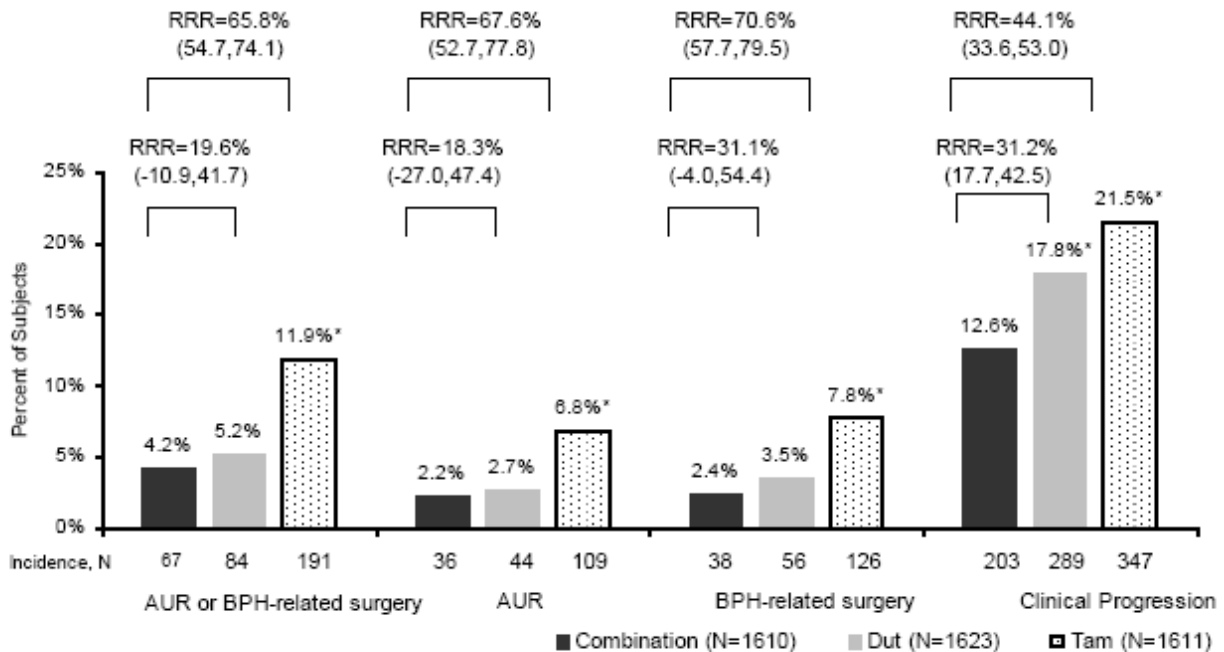 RRR=65.8% RRR=67.6% RRR=70.6% RRR=44.1%
(54.7,74.1) (52.7,77.8) (57.7,79.5) (33.6,53.0)
RRR=19.6% RRR=18.3% RRR=31.1% RRR=31.2%
(-10.9,41.7) (-27.0,47.4) (-4.0,54.4) (17.7,42.5)
25%
20%
15%
10%
5%
0%
Percent of Subjects
4.2% 5.2% 11.9%*
2.2% 2.7% 6.8%*
2.4% 3.5% 7.8%*
12.6% 17.8%* 21.5%*
Incidence, N 67 84 191 36 44 109 38 56 126 203 289 347
AUR or BPH-related surgery AUR BPH-related surgery Clinical Progression
Combination (N=1610) Dut (N=1623) Tam (N=1611)